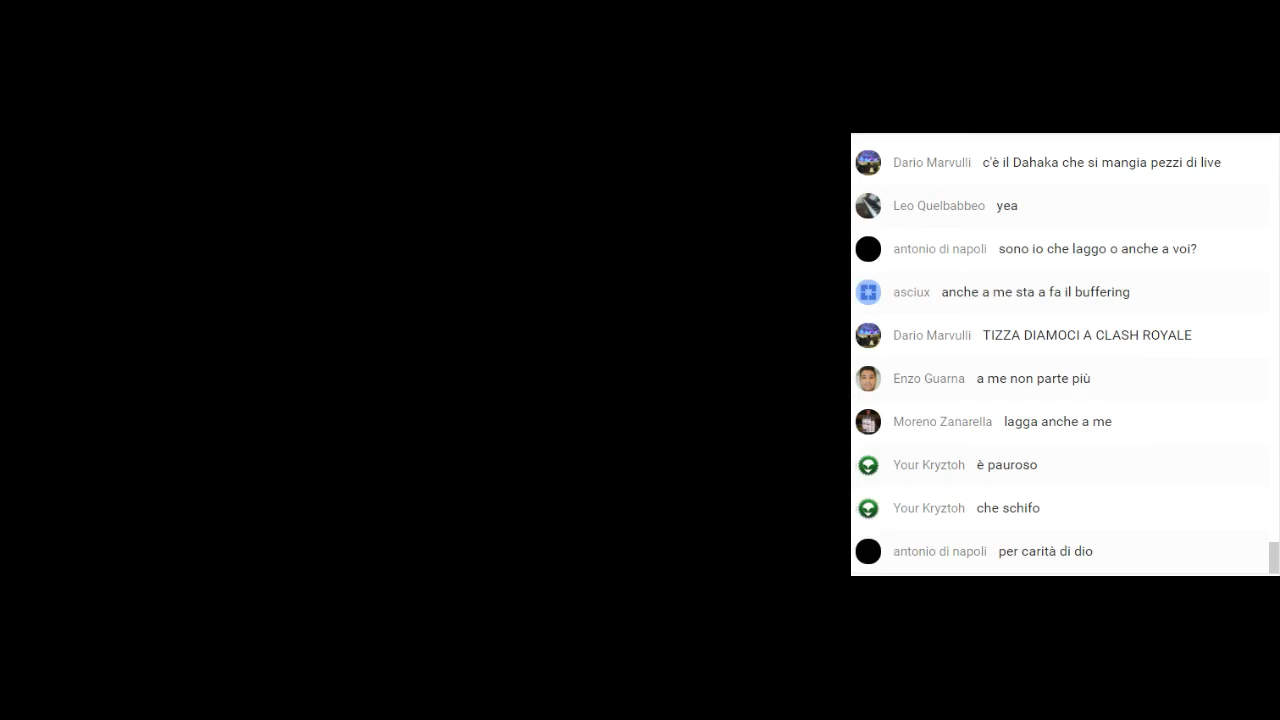 Dario Marvulli c'è il Dahaka che si mangia pezzi di live
Leo Quelbabbeo yea
antonio di napoli sono io che laggo o anche a voi?
asciux anche a me sta a fa il buffering
Dario Marvulli TIZZA DIAMOCI A CLASH ROYALE
Enzo Guarna a me non parte più
Moreno Zanarella lagga anche a me
Your Kryztoh è pauroso
Your Kryztoh che schifo
antonio di napoli per carità di dio